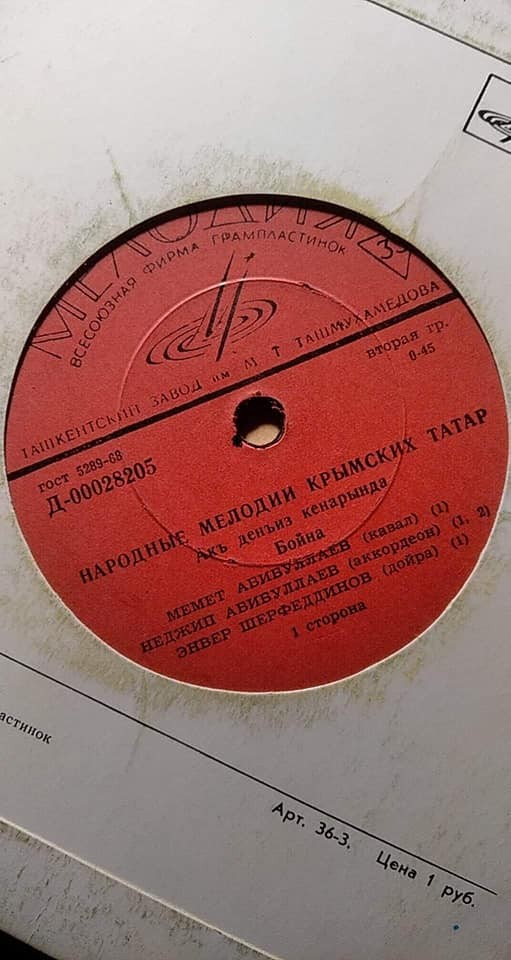 МЕЛОДИЯ
ВСЕСОЮЗНАЯ ФИРМА ГРАМПЛАСТИНОК
ТАШКЕНТСКИЙ ЗАВОД им М Т ТАШМУХАМЕДОВА
гост 5289-68
вторая гр.
Д-00028205
0-45
НАРОДНЫЕ МЕЛОДИИ КРЫМСКИХ ТАТАР
Акъ денъиз кенарында
Бойна
МЕМЕТ АБИБУЛЛАЕВ (кавал) (1)
НЕДЖИП АБИБУЛЛАЕВ (аккордеон) (1, 2)
ЭНВЕР ШЕРФЕДДИНОВ (дойра) (1)
1 сторона
астинок
Арт. 36-3. Цена 1 руб.